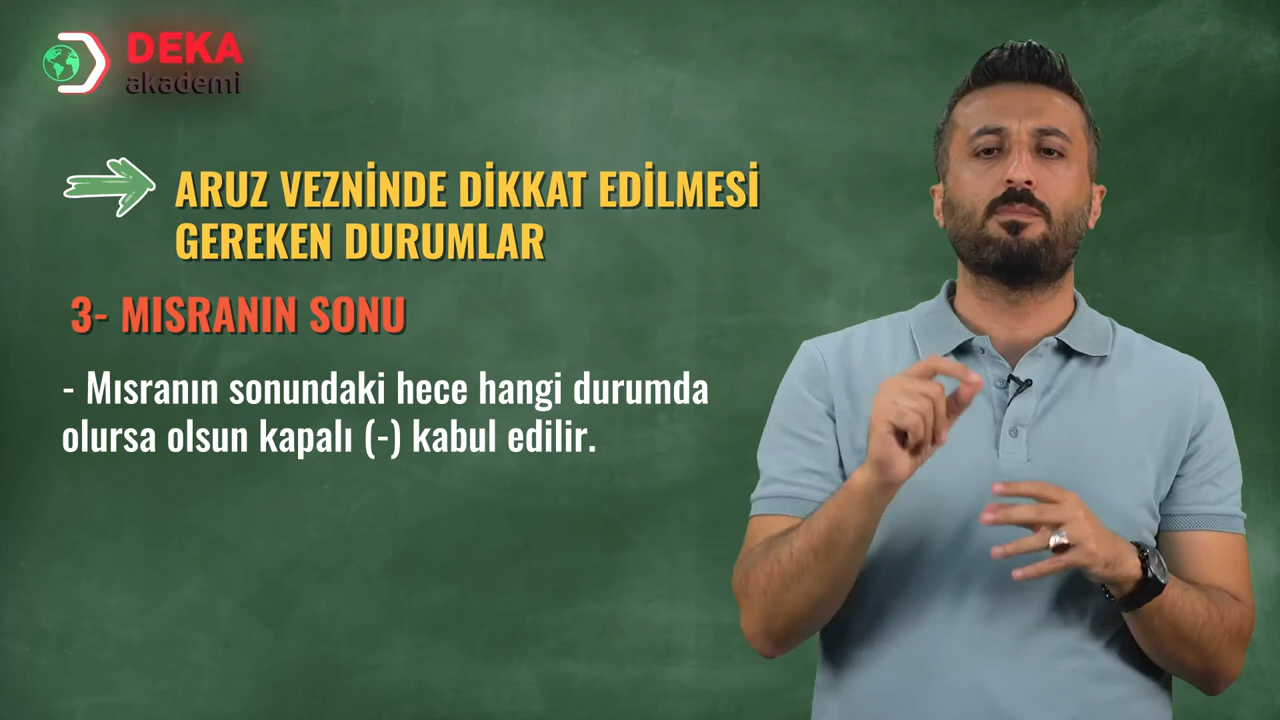 DEKA
akademi
ARUZ VEZNİNDE DİKKAT EDİLMESİ
GEREKEN DURUMLAR
3- MISRANIN SONU
- Mısranın sonundaki hece hangi durumda
olursa olsun kapalı (-) kabul edilir.